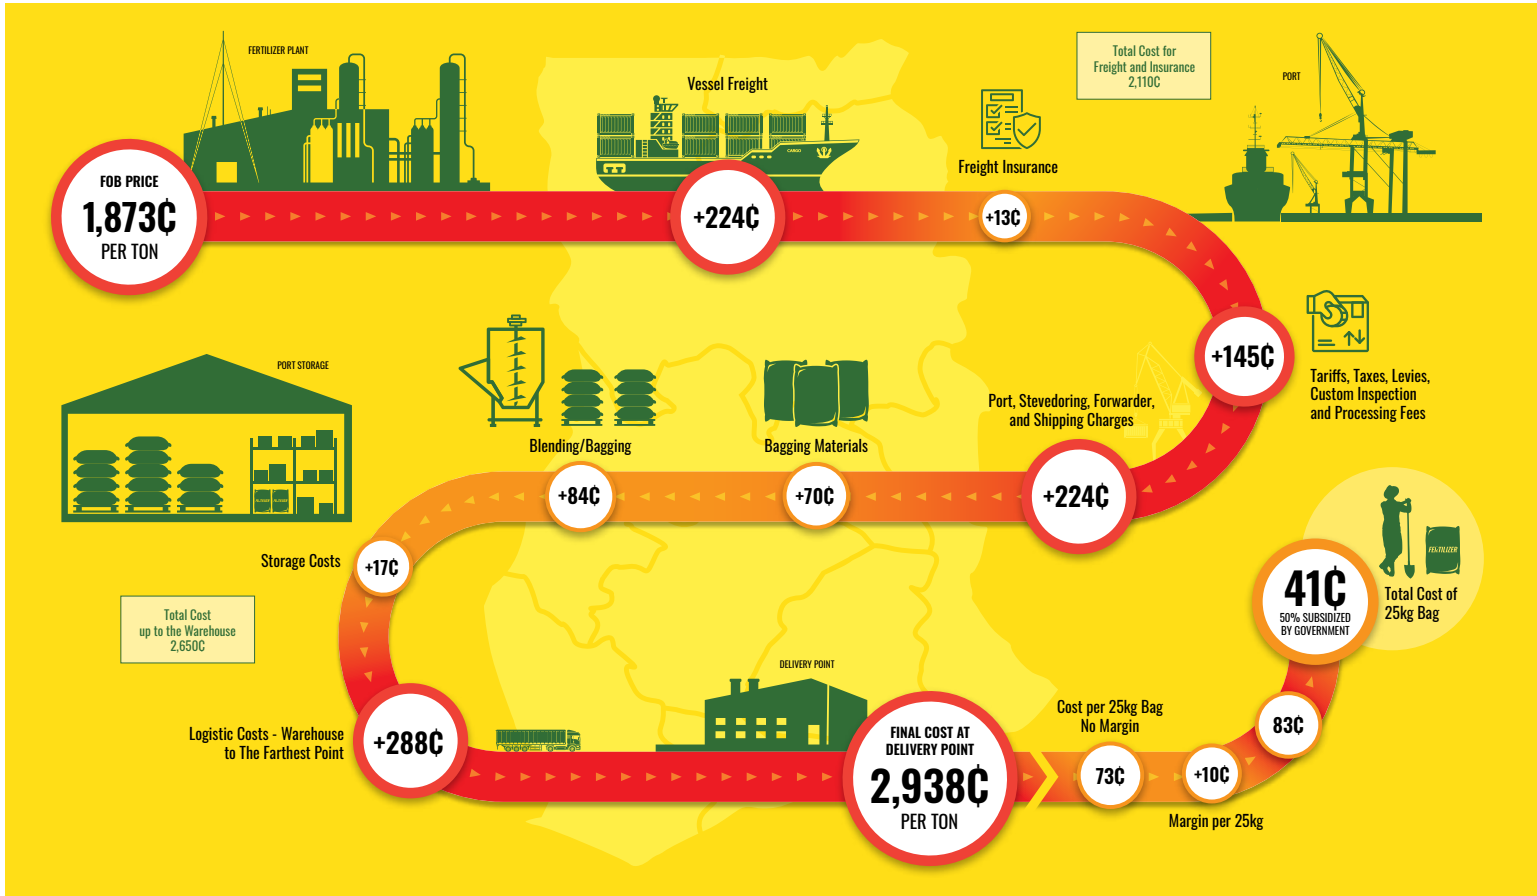 FERTILIZER PLANT
Vessel Freight
CARGO
Freight Insurance
Total Cost for
Freight and Insurance
2,110₵
PORT
FOB PRICE
1,873₵
PER TON
+224₵
+13₵
+145₵
Tariffs, Taxes, Levies,
Custom Inspection
and Processing Fees
Port, Stevedoring, Forwarder,
and Shipping Charges
+224₵
Bagging Materials
+70₵
Blending/Bagging
+84₵
PORT STORAGE
Storage Costs
+17₵
Total Cost
up to the Warehouse
2,650₵
Logistic Costs - Warehouse
to The Farthest Point
+288₵
DELIVERY POINT
FINAL COST AT
DELIVERY POINT
2,938₵
PER TON
Cost per 25kg Bag
No Margin
73₵
+10₵
Margin per 25kg
83₵
41₵
50% SUBSIDIZED
BY GOVERNMENT
FERTILIZER
Total Cost of
25kg Bag